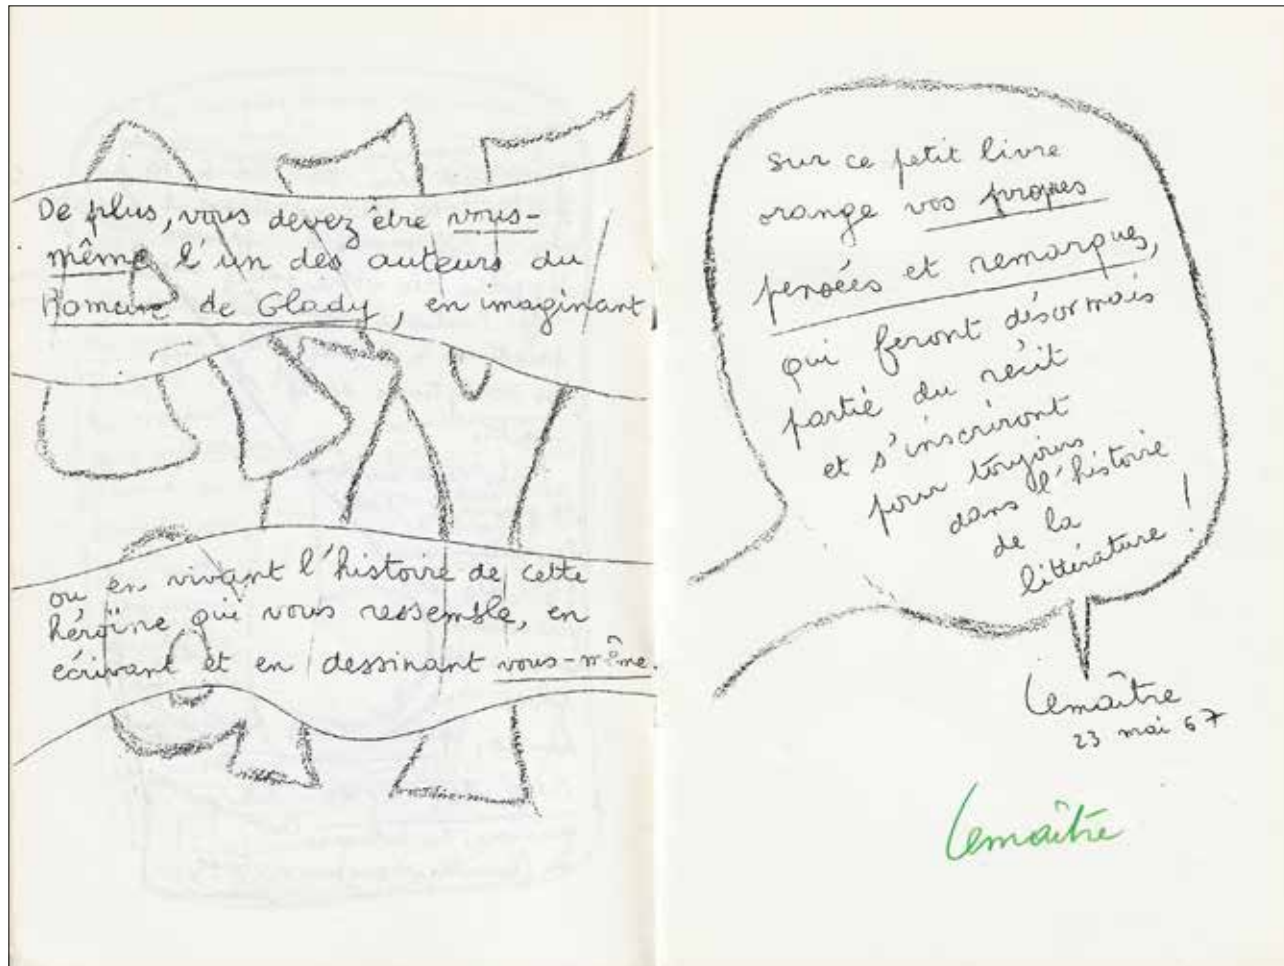 De plus, vous devez être vous-
même l'un des auteurs du
Romans de Glady, en imaginant
ou en vivant l'histoire de cette
héroïne qui vous ressemble, en
écrivant et en dessinant vous-même.
sur ce petit livre
orange vos propres
pensées et remarques,
qui feront désormais
partie du récit
et s'inscriront
pour toujours
dans l'histoire
de la
littérature !
Lemaître
23 mai 67
Lemaître